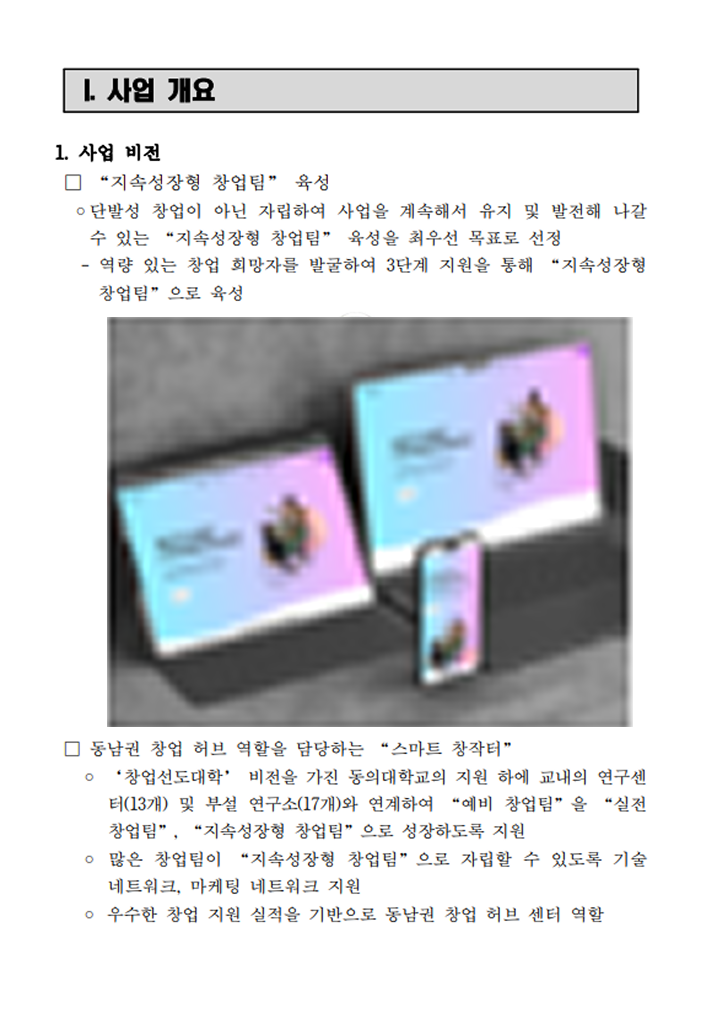 I. 사업 개요
1. 사업 비전
□ “지속성장형 창업팀” 육성
○ 단발성 창업이 아닌 자립하여 사업을 계속해서 유지 및 발전해 나갈
수 있는 “지속성장형 창업팀” 육성을 최우선 목표로 선정
- 역량 있는 창업 희망자를 발굴하여 3단계 지원을 통해 “지속성장형
창업팀”으로 육성
□ 동남권 창업 허브 역할을 담당하는 “스마트 창작터”
○ ‘창업선도대학’ 비전을 가진 동의대학교의 지원 하에 교내의 연구센
터(13개) 및 부설 연구소(17개)와 연계하여 “예비 창업팀”을 “실전
창업팀”, “지속성장형 창업팀”으로 성장하도록 지원
○ 많은 창업팀이 “지속성장형 창업팀”으로 자립할 수 있도록 기술
네트워크, 마케팅 네트워크 지원
○ 우수한 창업 지원 실적을 기반으로 동남권 창업 허브 센터 역할